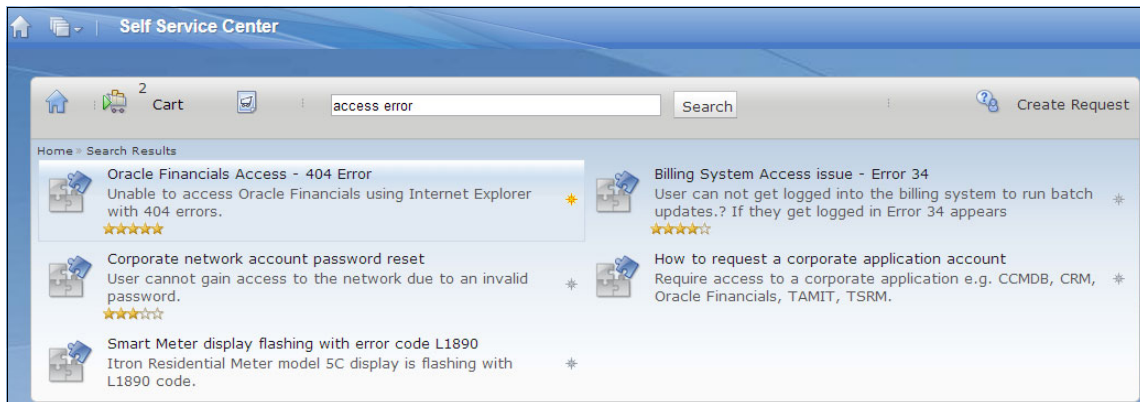 Self Service Center
2
Cart
access error
Search
Create Request
Home » Search Results
Oracle Financials Access - 404 Error
Unable to access Oracle Financials using Internet Explorer
with 404 errors.
Billing System Access issue - Error 34
User can not get logged into the billing system to run batch
updates.? If they get logged in Error 34 appears
Corporate network account password reset
User cannot gain access to the network due to an invalid
password.
How to request a corporate application account
Require access to a corporate application e.g. CCMDB, CRM,
Oracle Financials, TAMIT, TSRM.
Smart Meter display flashing with error code L1890
Itron Residential Meter model 5C display is flashing with
L1890 code.